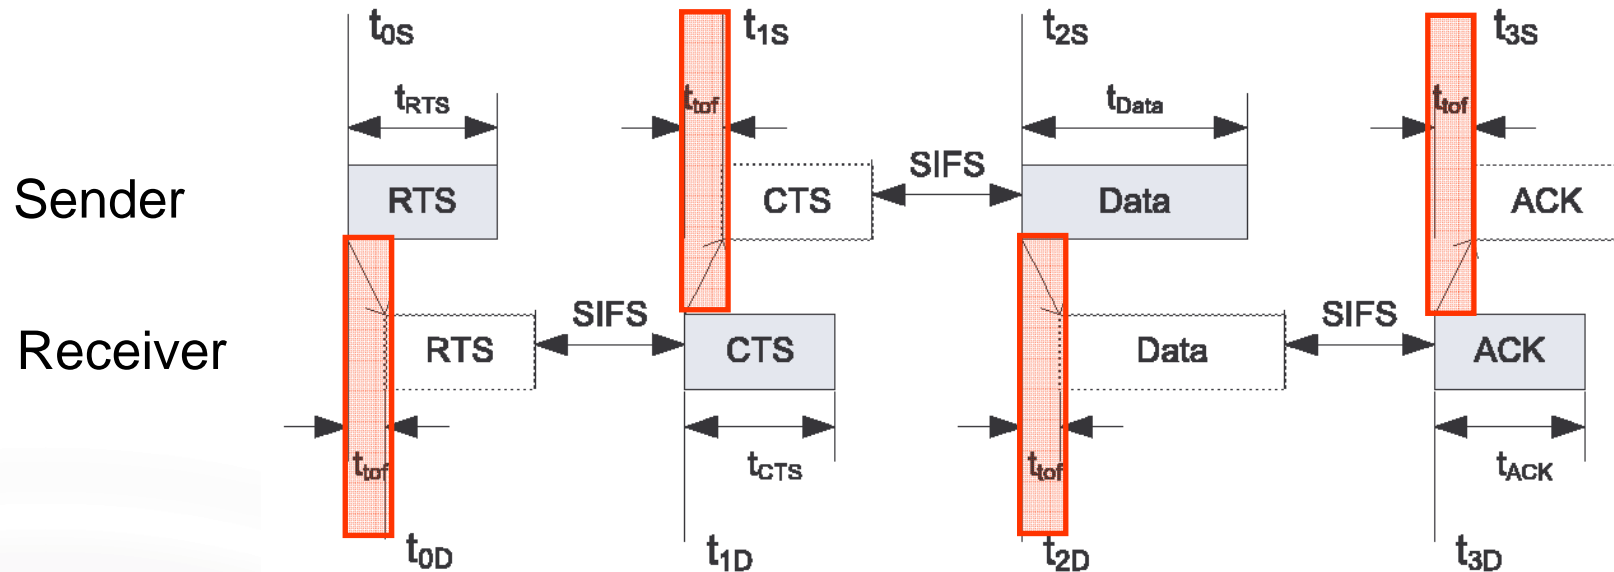 t0S t1S t2S t3S
tRTS ttof tData ttof
SIFS
Sender RTS CTS Data ACK
SIFS SIFS
Receiver RTS CTS Data ACK
ttof tCTS ttof tACK
t0D t1D t2D t3D